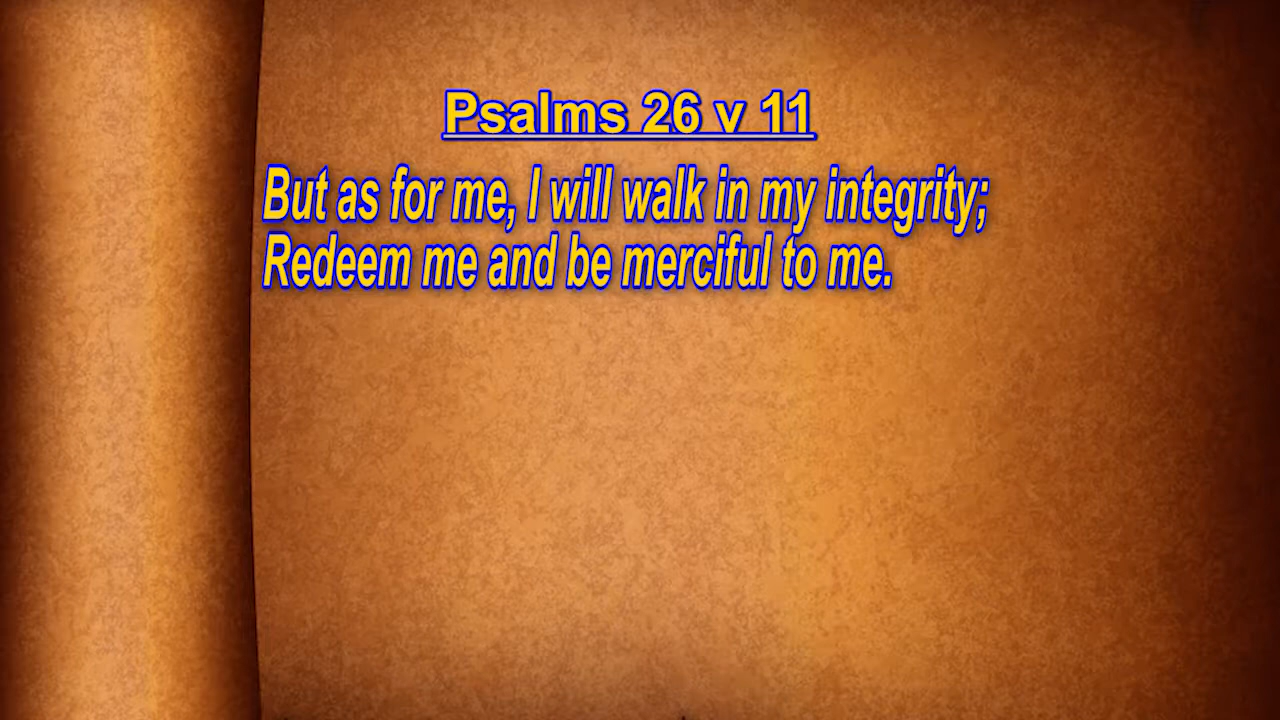 Psalms 26 v 11
But as for me, I will walk in my integrity;
Redeem me and be merciful to me.